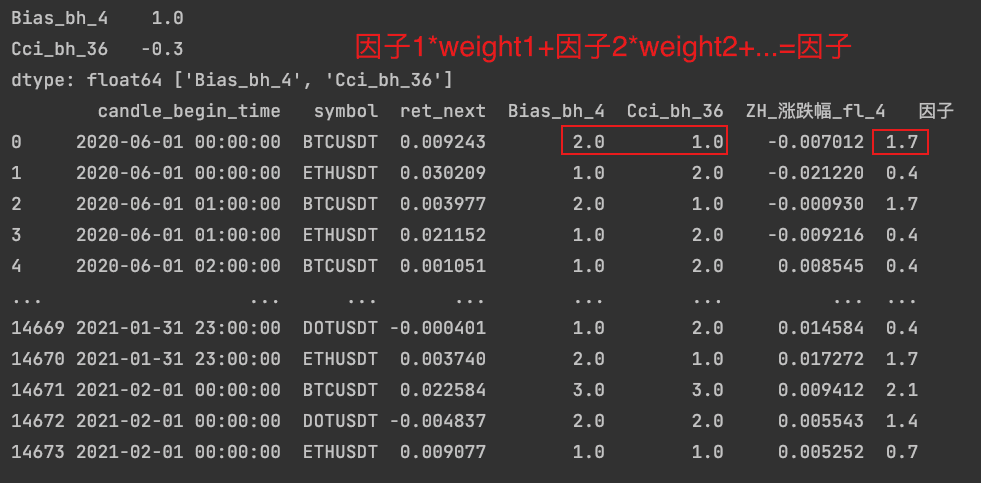 Bias_bh_4    1.0
Cci_bh_36   -0.3
因子1*weight1+因子2*weight2+...=因子
dtype: float64 ['Bias_bh_4', 'Cci_bh_36']
candle_begin_time   symbol  ret_next  Bias_bh_4  Cci_bh_36  ZH_涨跌幅_fl_4   因子
0     2020-06-01 00:00:00  BTCUSDT  0.009243        2.0        1.0    -0.007012  1.7
1     2020-06-01 00:00:00  ETHUSDT  0.030209        1.0        2.0    -0.021220  0.4
2     2020-06-01 01:00:00  BTCUSDT  0.003977        2.0        1.0    -0.000930  1.7
3     2020-06-01 01:00:00  ETHUSDT  0.021152        1.0        2.0    -0.009216  0.4
4     2020-06-01 02:00:00  BTCUSDT  0.001051        1.0        2.0     0.008545  0.4
...                   ...      ...       ...        ...        ...          ...  ...
14669 2021-01-31 23:00:00  DOTUSDT -0.000401        1.0        2.0     0.014584  0.4
14670 2021-01-31 23:00:00  ETHUSDT  0.003740        2.0        1.0     0.017272  1.7
14671 2021-02-01 00:00:00  BTCUSDT  0.022584        3.0        3.0     0.009412  2.1
14672 2021-02-01 00:00:00  DOTUSDT -0.004837        2.0        2.0     0.005543  1.4
14673 2021-02-01 00:00:00  ETHUSDT  0.009077        1.0        1.0     0.005252  0.7